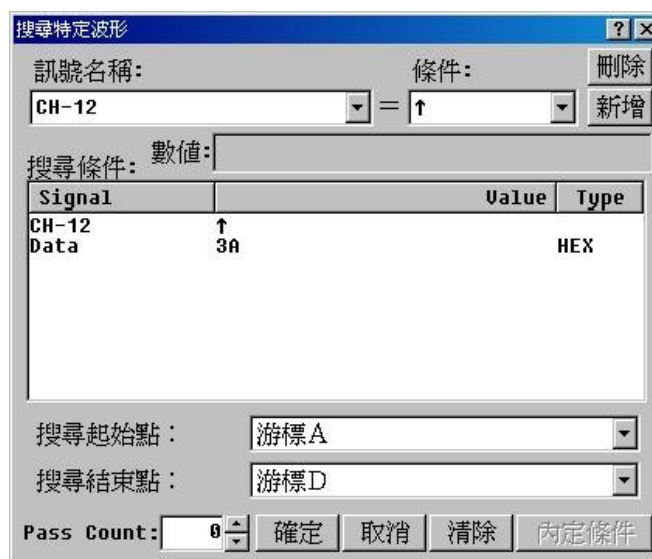 搜尋特定波形
訊號名稱: 條件: 刪除
CH-12 = ↑ 新增
數值:
搜尋條件:
Signal Value Type
CH-12 ↑
Data 3A HEX
搜尋起始點： 游標A
搜尋結束點： 游標D
Pass Count: 0 確定 取消 清除 內定條件